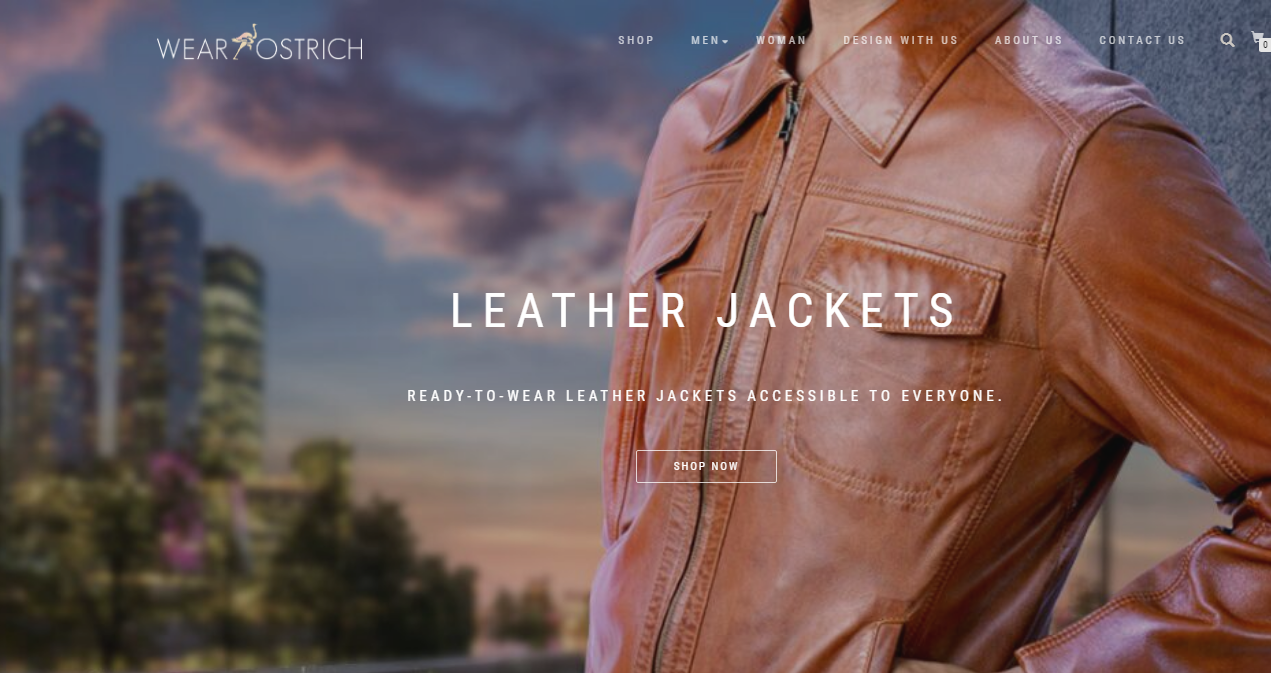 WEAR OSTRICH
SHOP MEN WOMAN DESIGN WITH US ABOUT US CONTACT US
0
LEATHER JACKETS
READY-TO-WEAR LEATHER JACKETS ACCESSIBLE TO EVERYONE.
SHOP NOW